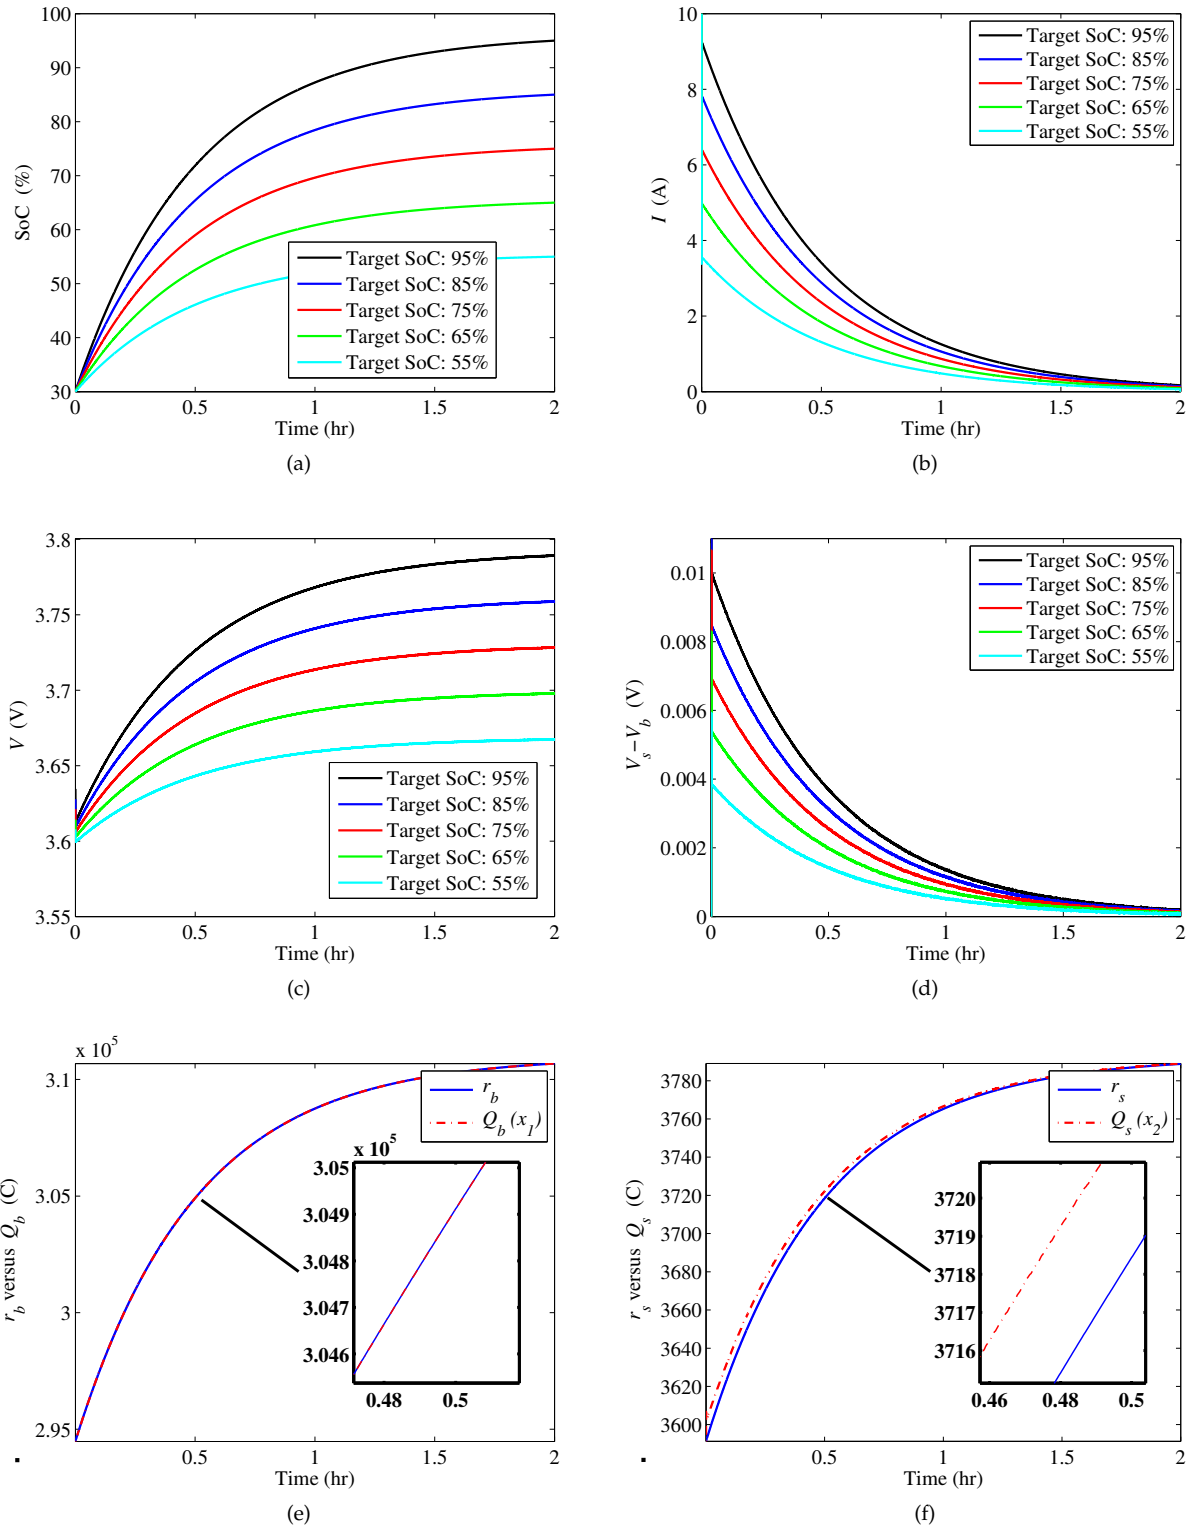 100
90
80
70
60
50
40
30
SoC (%)
Target SoC: 95%
Target SoC: 85%
Target SoC: 75%
Target SoC: 65%
Target SoC: 55%
0 0.5 1 1.5 2
Time (hr)
(a)
10
8
6
4
2
0
I (A)
Target SoC: 95%
Target SoC: 85%
Target SoC: 75%
Target SoC: 65%
Target SoC: 55%
0 0.5 1 1.5 2
Time (hr)
(b)
3.8
3.75
3.7
3.65
3.6
3.55
V (V)
Target SoC: 95%
Target SoC: 85%
Target SoC: 75%
Target SoC: 65%
Target SoC: 55%
0 0.5 1 1.5 2
Time (hr)
(c)
0.01
0.008
0.006
0.004
0.002
0
V_s−V_b (V)
Target SoC: 95%
Target SoC: 85%
Target SoC: 75%
Target SoC: 65%
Target SoC: 55%
0 0.5 1 1.5 2
Time (hr)
(d)
x 10^5
3.1
3.05
3
2.95
r_b versus Q_b (C)
r_b
Q_b (x_1)
x 10^5
3.05
3.049
3.048
3.047
3.046
0.48 0.5
0.5 1 1.5 2
Time (hr)
(e)
3780
3760
3740
3720
3700
3680
3660
3640
3620
3600
r_s versus Q_s (C)
r_s
Q_s (x_2)
3720
3719
3718
3717
3716
0.46 0.48 0.5
0.5 1 1.5 2
Time (hr)
(f)